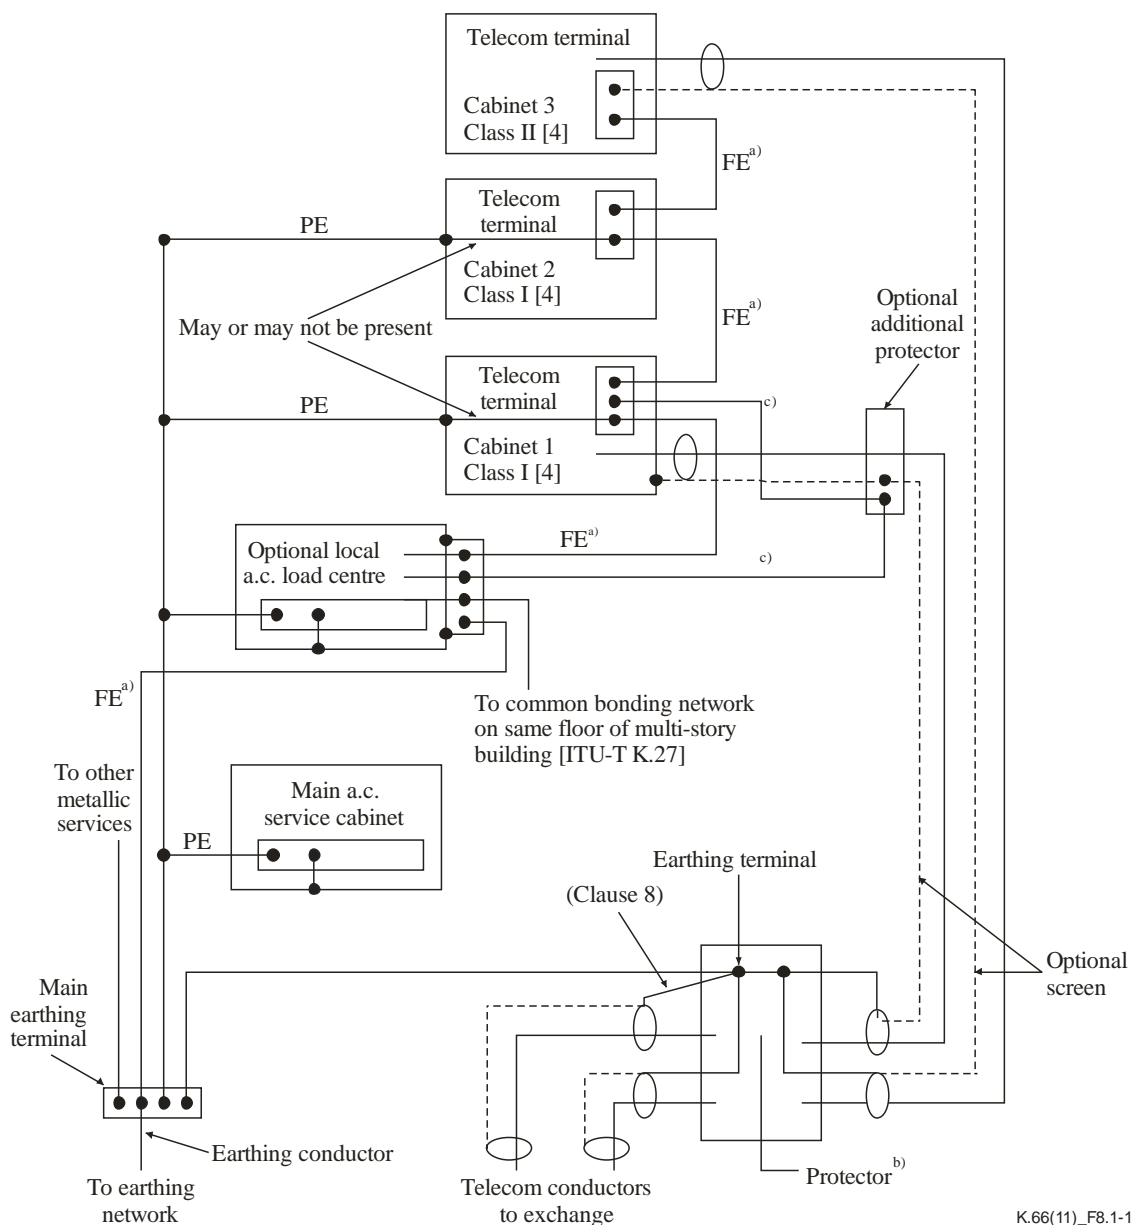 Telecom terminal
Cabinet 3
Class II [4]
FE a)
Telecom
terminal
PE
Cabinet 2
Class I [4]
May or may not be present
FE a)
Optional
additional
protector
Telecom
terminal
PE
c)
Cabinet 1
Class I [4]
Optional local
a.c. load centre
FE a)
c)
FE a)
To common bonding network
on same floor of multi-story
building [ITU-T K.27]
To other
metallic
services
Main a.c.
service cabinet
PE
Earthing terminal
(Clause 8)
Optional
screen
Main
earthing
terminal
Earthing conductor
To earthing
network
Telecom conductors
to exchange
Protector b)
K.66(11)_F8.1-1